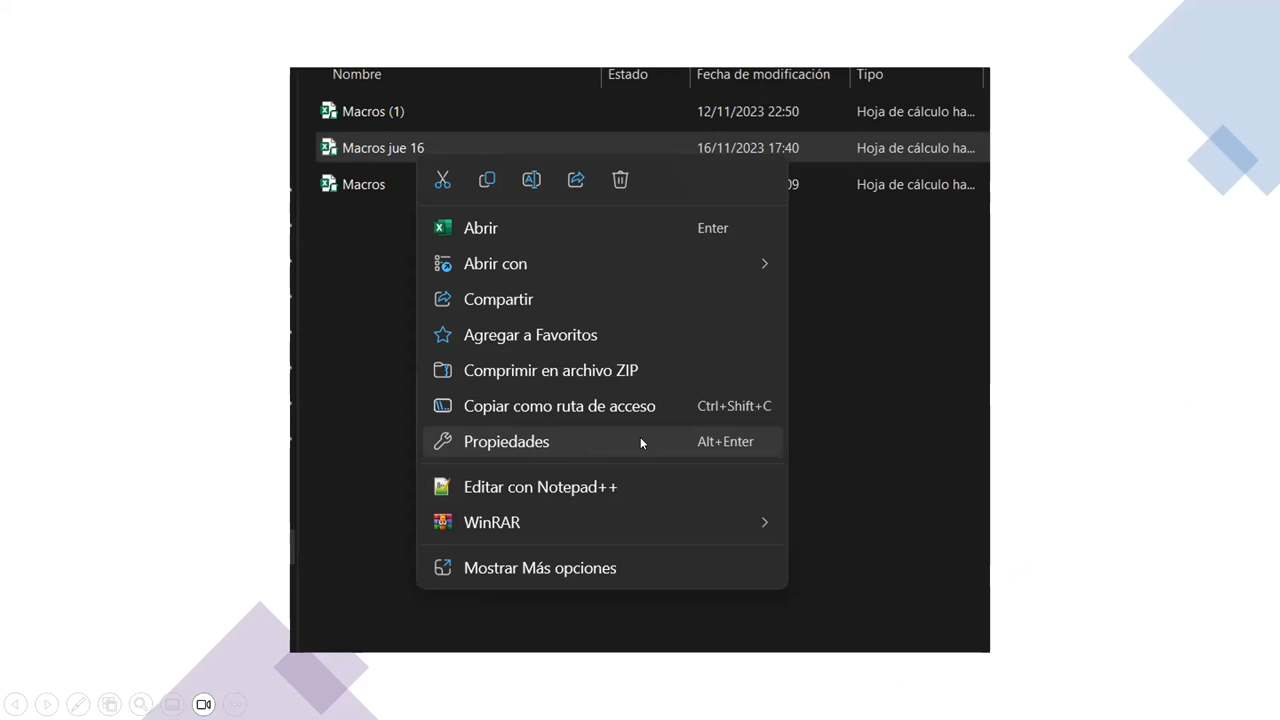 Nombre Estado Fecha de modificación Tipo
Macros (1) 12/11/2023 22:50 Hoja de cálculo ha...
Macros jue 16 16/11/2023 17:40 Hoja de cálculo ha...
Macros 09 Hoja de cálculo ha...
Abrir Enter
Abrir con
Compartir
Agregar a Favoritos
Comprimir en archivo ZIP
Copiar como ruta de acceso Ctrl+Shift+C
Propiedades Alt+Enter
Editar con Notepad++
WinRAR
Mostrar Más opciones